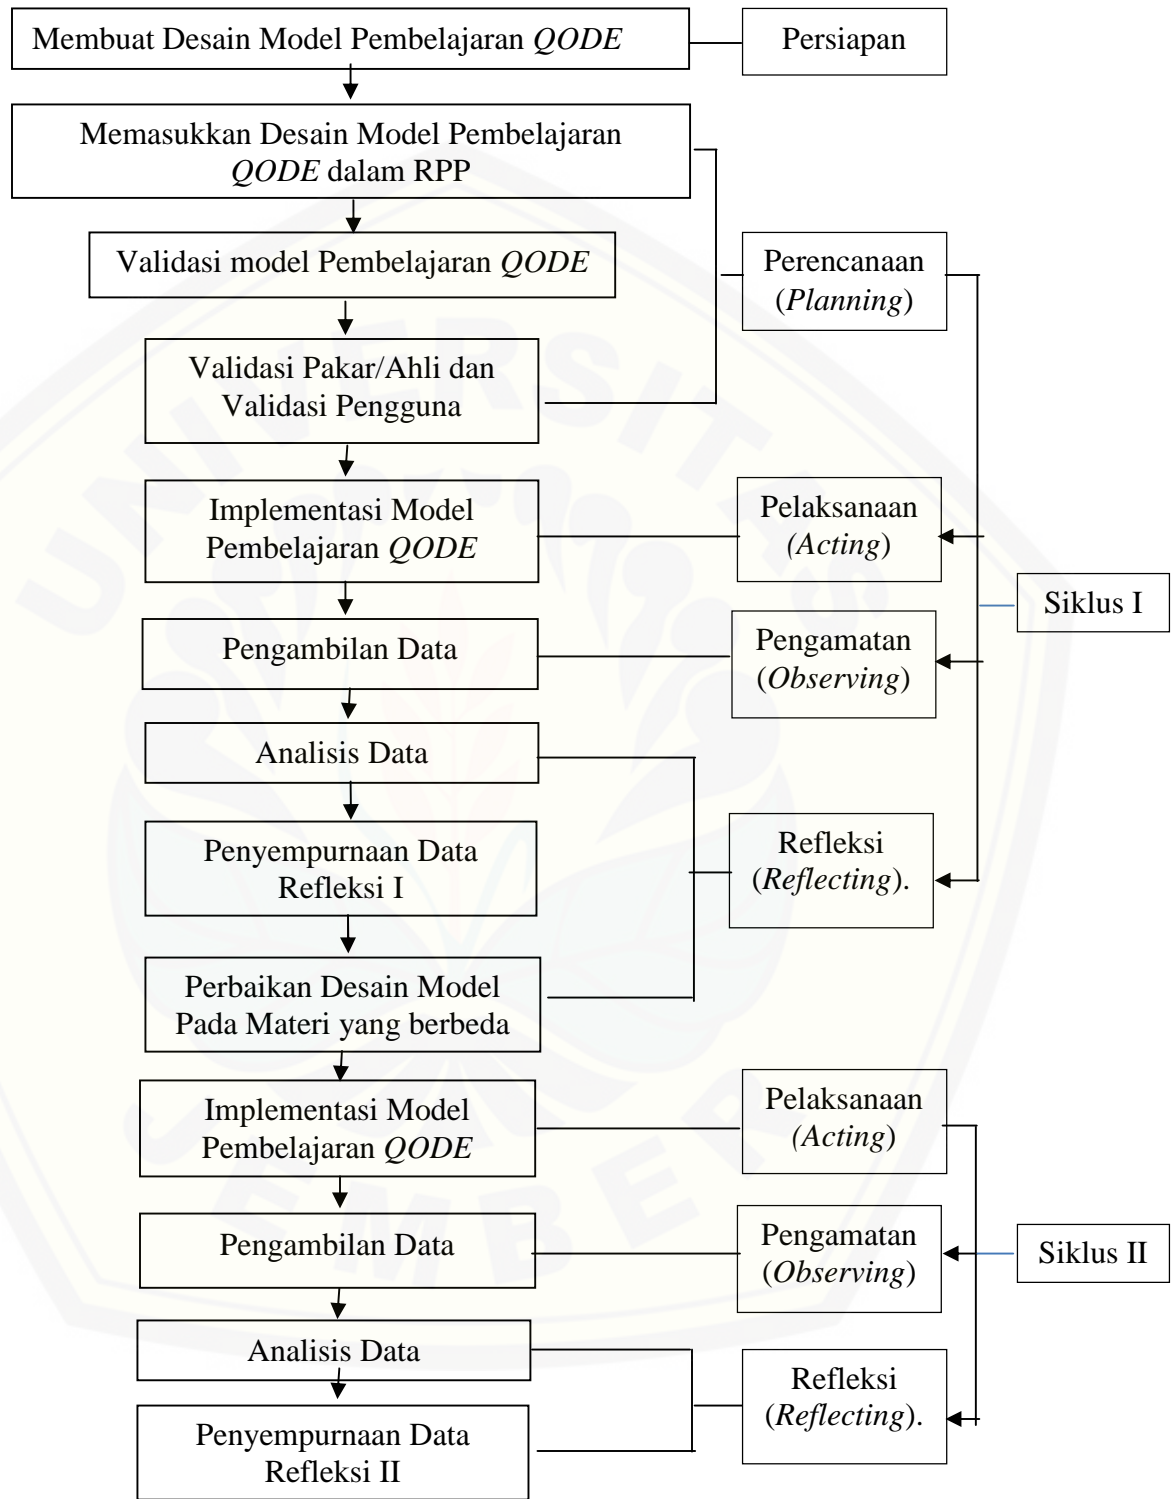 Membuat Desain Model Pembelajaran QODE
Persiapan
Memasukkan Desain Model Pembelajaran
QODE dalam RPP
Validasi model Pembelajaran QODE
Perencanaan
(Planning)
Validasi Pakar/Ahli dan
Validasi Pengguna
Implementasi Model
Pembelajaran QODE
Pelaksanaan
(Acting)
Siklus I
Pengambilan Data
Pengamatan
(Observing)
Analisis Data
Penyempurnaan Data
Refleksi I
Refleksi
(Reflecting).
Perbaikan Desain Model
Pada Materi yang berbeda
Implementasi Model
Pembelajaran QODE
Pelaksanaan
(Acting)
Pengambilan Data
Pengamatan
(Observing)
Siklus II
Analisis Data
Refleksi
(Reflecting).
Penyempurnaan Data
Refleksi II
UNIVERSITAS
JEMBER